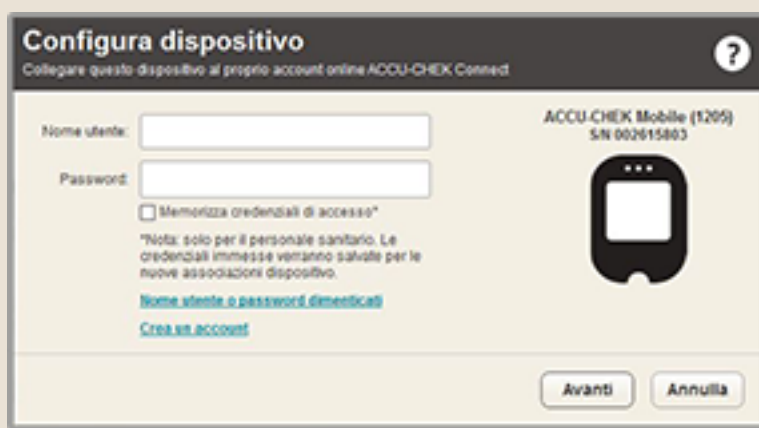 Configura dispositivo
Collegare questo dispositivo al proprio account online ACCU-CHEK Connect
?
Nome utente:
Password:
Memorizza credenziali di accesso*
*Nota: solo per il personale sanitario. Le
credenziali immesse verranno salvate per le
nuove associazioni dispositivo.
Nome utente o password dimenticati
Crea un account
ACCU-CHEK Mobile (1205)
S/N 002615803
Avanti
Annulla